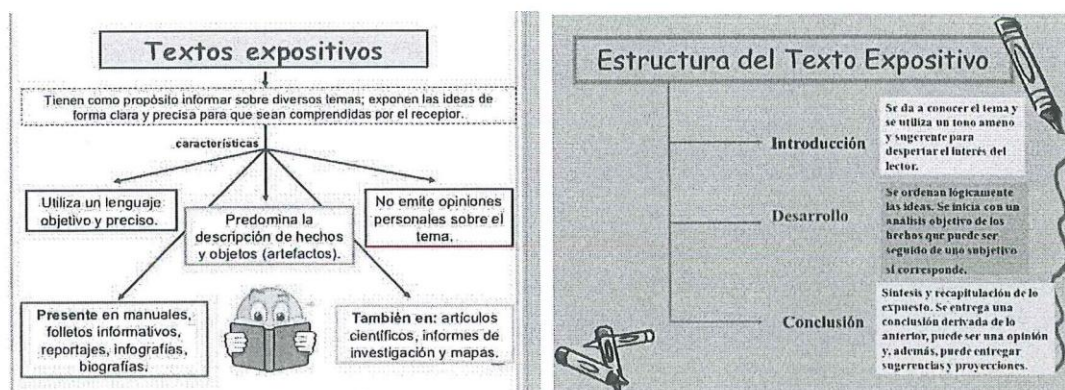 Textos expositivos
Tienen como propósito informar sobre diversos temas; exponen las ideas de
forma clara y precisa para que sean comprendidas por el receptor.
características
Utiliza un lenguaje
objetivo y preciso.
Predomina la
descripción de hechos
y objetos (artefactos).
No emite opiniones
personales sobre el
tema.
Presente en manuales,
folletos informativos,
reportajes, infografías,
biografías.
También en: artículos
científicos, informes de
investigación y mapas.
Estructura del Texto Expositivo
Introducción
Se da a conocer el tema y
se utiliza un tono ameno
y sugerente para
despertar el interés del
lector.
Desarrollo
Se ordenan lógicamente
las ideas. Se inicia con un
análisis objetivo de los
hechos que puede ser
seguido de uno subjetivo
si corresponde.
Conclusión
Síntesis y recapitulación de lo
expuesto. Se entrega una
conclusión derivada de lo
anterior, puede ser una opinión
y, además, puede entregar
sugerencias y proyecciones.